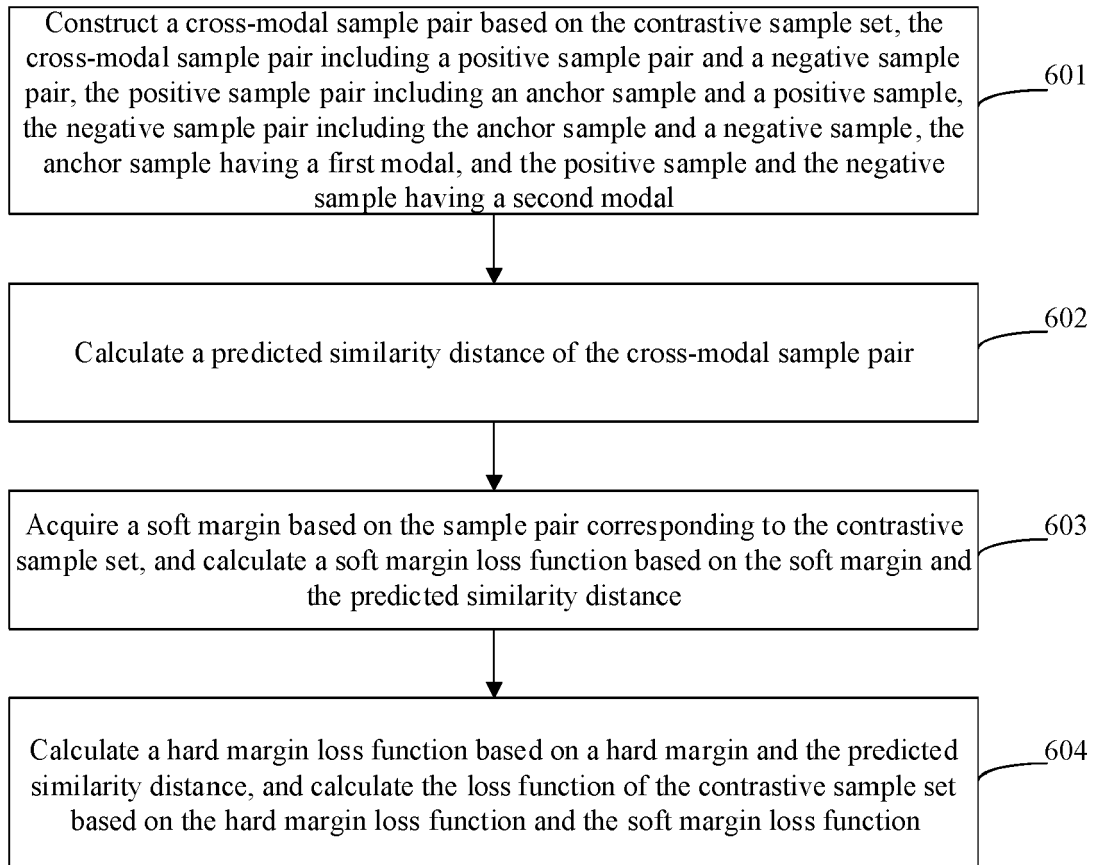 Construct a cross-modal sample pair based on the contrastive sample set, the
cross-modal sample pair including a positive sample pair and a negative sample
pair, the positive sample pair including an anchor sample and a positive sample,
the negative sample pair including the anchor sample and a negative sample, the
anchor sample having a first modal, and the positive sample and the negative
sample having a second modal
601
Calculate a predicted similarity distance of the cross-modal sample pair
602
Acquire a soft margin based on the sample pair corresponding to the contrastive
sample set, and calculate a soft margin loss function based on the soft margin and
the predicted similarity distance
603
Calculate a hard margin loss function based on a hard margin and the predicted
similarity distance, and calculate the loss function of the contrastive sample set
based on the hard margin loss function and the soft margin loss function
604